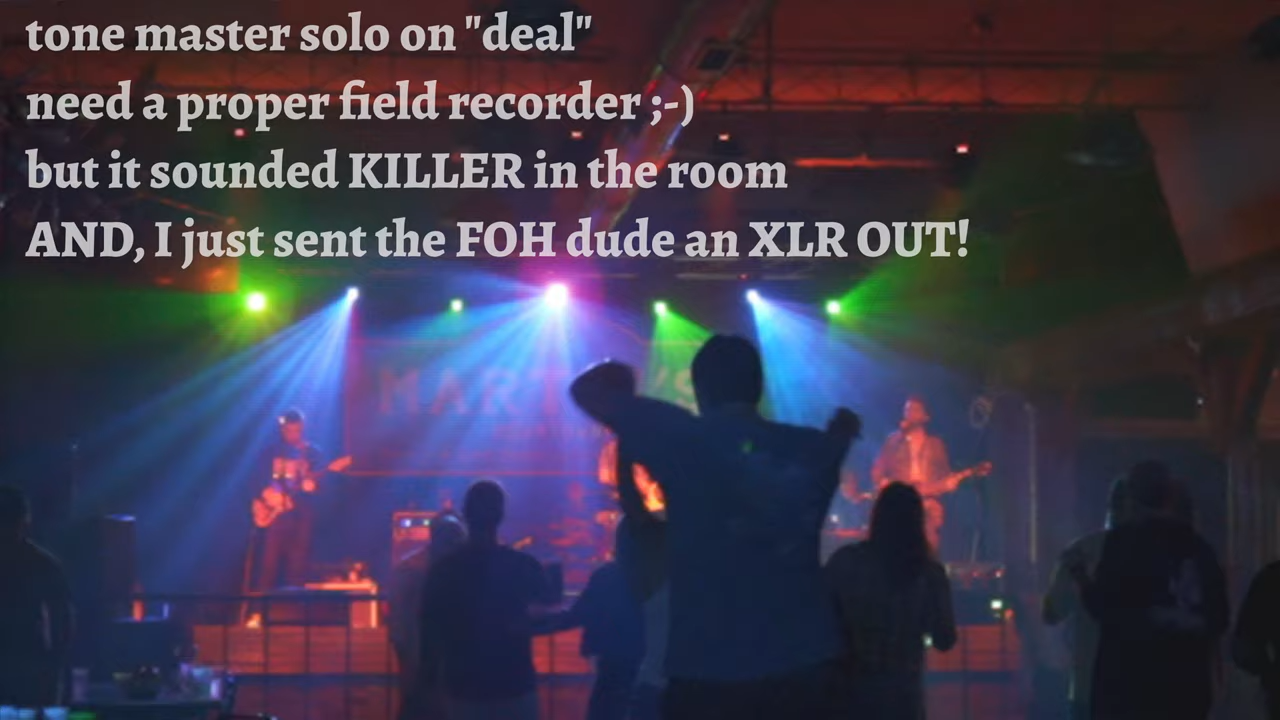 tone master solo on "deal"
need a proper field recorder ;-)
but it sounded KILLER in the room
AND, I just sent the FOH dude an XLR OUT!